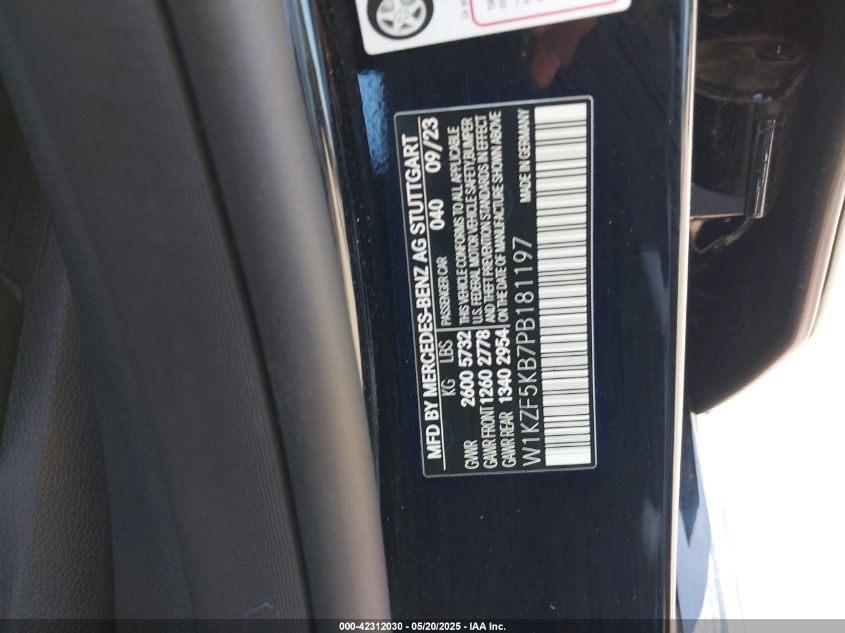 MFD BY MERCEDES-BENZ AG STUTTGART
KG LBS PASSENGER CAR 040 09/23
GVWR 2600 5732 THIS VEHICLE CONFORMS TO ALL APPLICABLE
U.S. FEDERAL MOTOR VEHICLE SAFETY,BUMPER
GAWR FRONT 1260 2778 AND THEFT PREVENTION STANDARDS IN EFFECT
GAWR REAR 1340 2954 ON THE DATE OF MANUFACTURE SHOWN ABOVE
W1KZF5KB7PB181197 MADE IN GERMANY
000-42312030 — 05/20/2025 — IAA Inc.